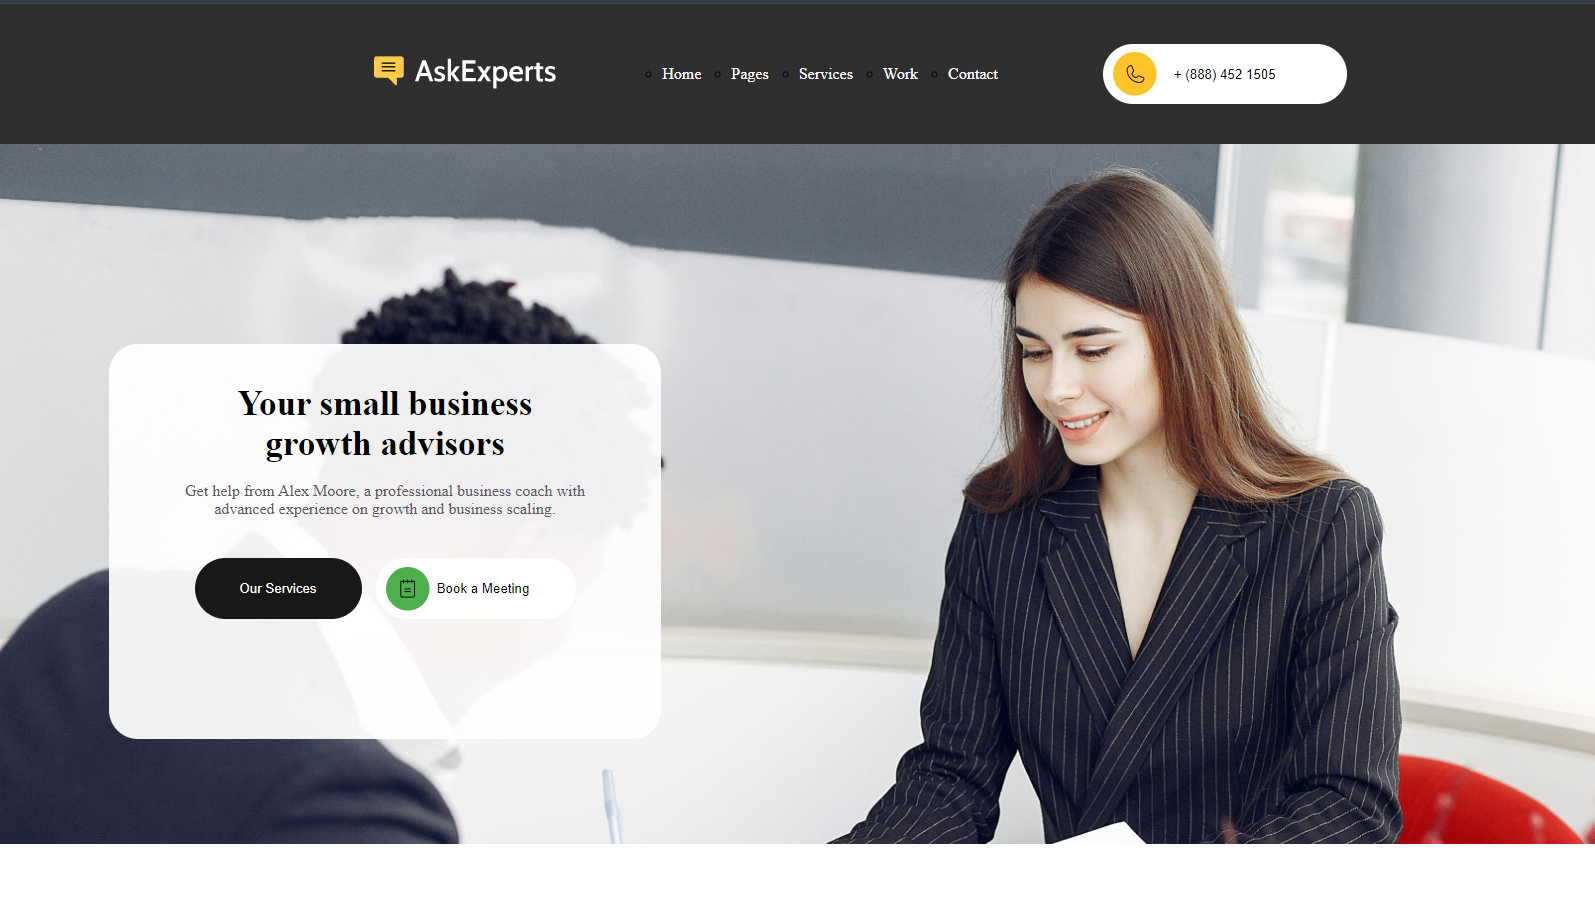 AskExperts
Home
Pages
Services
Work
Contact
+ (888) 452 1505
Your small business
growth advisors
Get help from Alex Moore, a professional business coach with
advanced experience on growth and business scaling.
Our Services
Book a Meeting